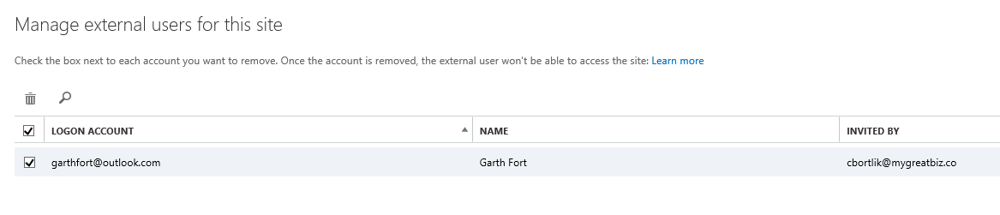 Manage external users for this site
Check the box next to each account you want to remove. Once the account is removed, the external user won't be able to access the site: Learn more
LOGON ACCOUNT NAME INVITED BY
garthfort@outlook.com Garth Fort cbortlik@mygreatbiz.co